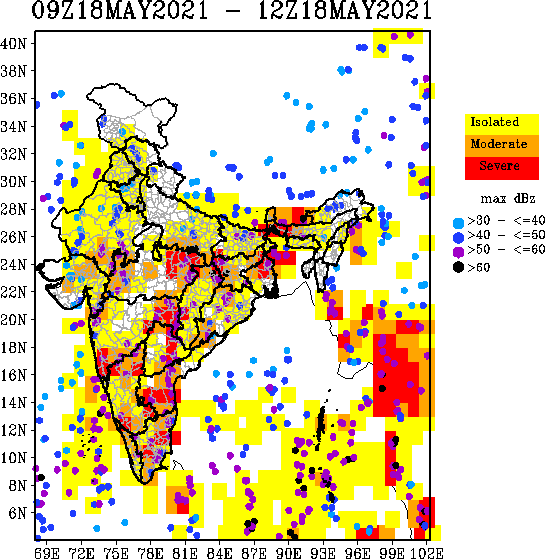 09Z18MAY2021 - 12Z18MAY2021
40N
38N
36N
34N
32N
30N
28N
26N
24N
22N
20N
18N
16N
14N
12N
10N
8N
6N
69E 72E 75E 78E 81E 84E 87E 90E 93E 96E 99E 102E
Isolated
Moderate
Severe
max dBz
>30 - <=40
>40 - <=50
>50 - <=60
>60